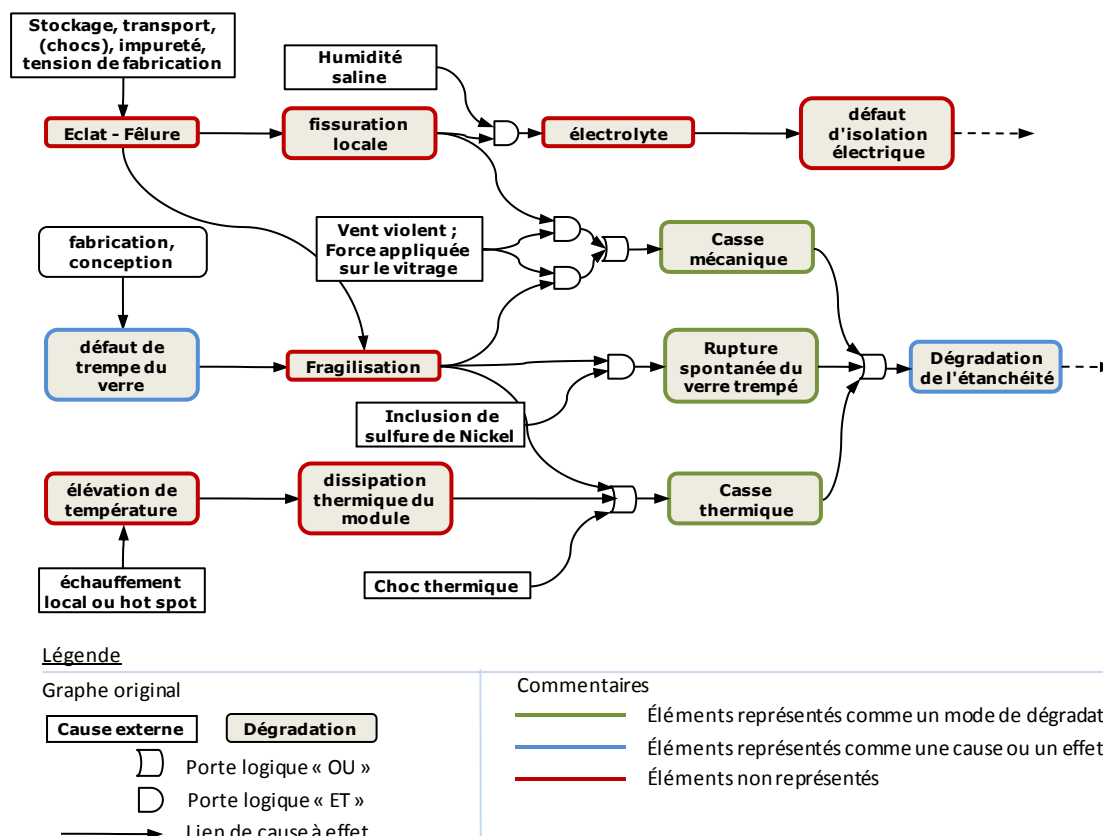 Stockage, transport,
(chocs), impureté,
tension de fabrication
Humidité
saline
Eclat - Fêlure
fissuration
locale
électrolyte
défaut
d'isolation
électrique
fabrication,
conception
Vent violent ;
Force appliquée
sur le vitrage
Casse
mécanique
défaut de
trempe du
verre
Fragilisation
Rupture
spontanée du
verre trempé
Dégradation
de l'étanchéité
Inclusion de
sulfure de Nickel
élévation de
température
dissipation
thermique du
module
Casse
thermique
échauffement
local ou hot spot
Choc thermique
Légende
Graphe original
Cause externe
Dégradation
Porte logique « OU »
Porte logique « ET »
Lien de cause à effet
Commentaires
Éléments représentés comme un mode de dégradat
Éléments représentés comme une cause ou un effet
Éléments non représentés